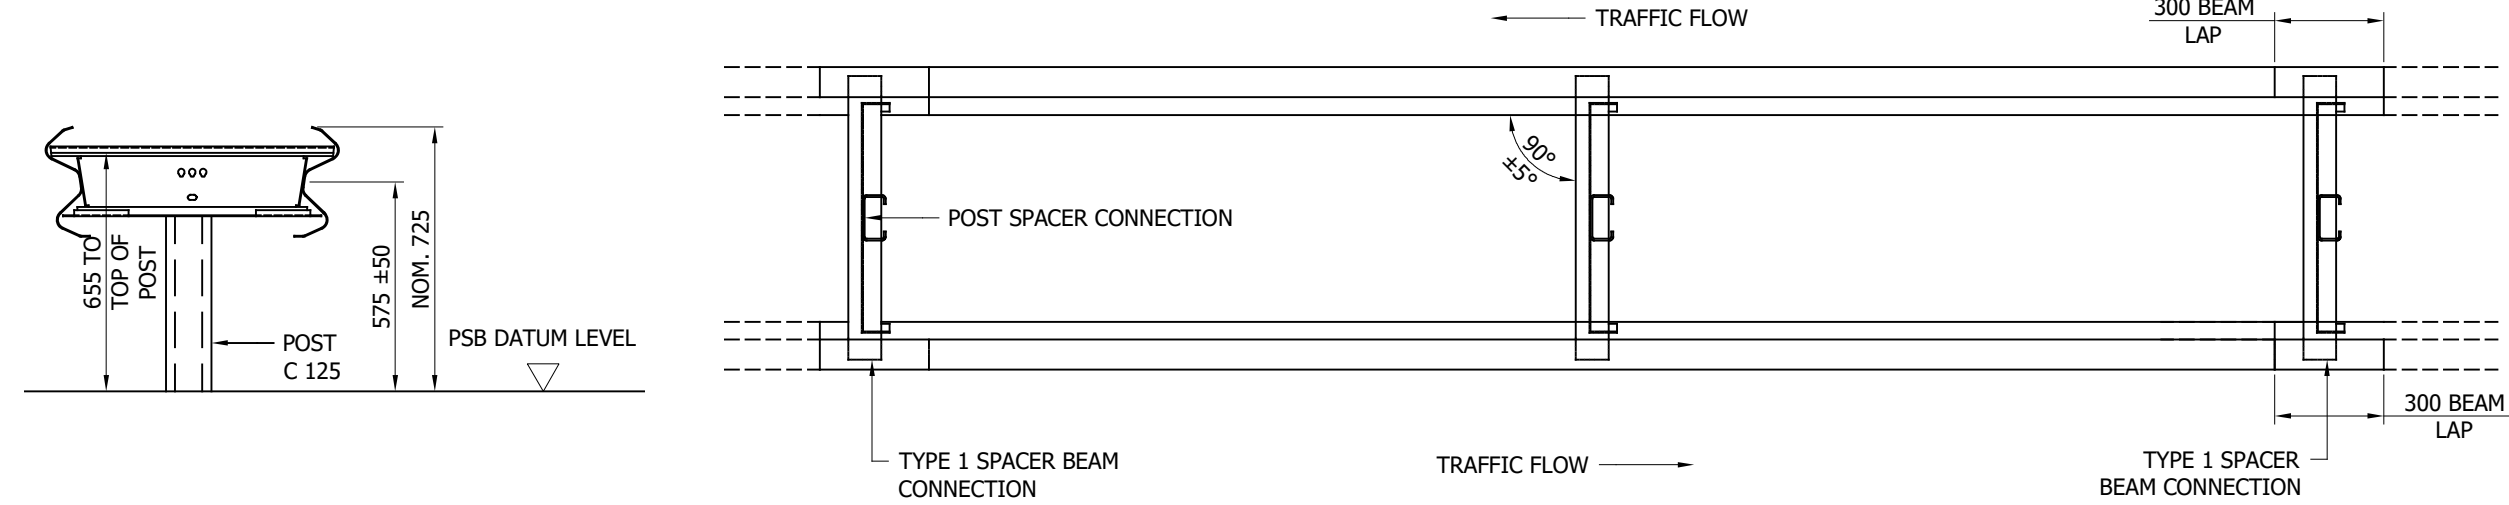 300 BEAM
LAP
TRAFFIC FLOW
90°
±5°
POST SPACER CONNECTION
655 TO
TOP OF
POST
575 ±50
NOM. 725
POST
C 125
PSB DATUM LEVEL
300 BEAM
LAP
TYPE 1 SPACER BEAM
CONNECTION
TRAFFIC FLOW
TYPE 1 SPACER
BEAM CONNECTION